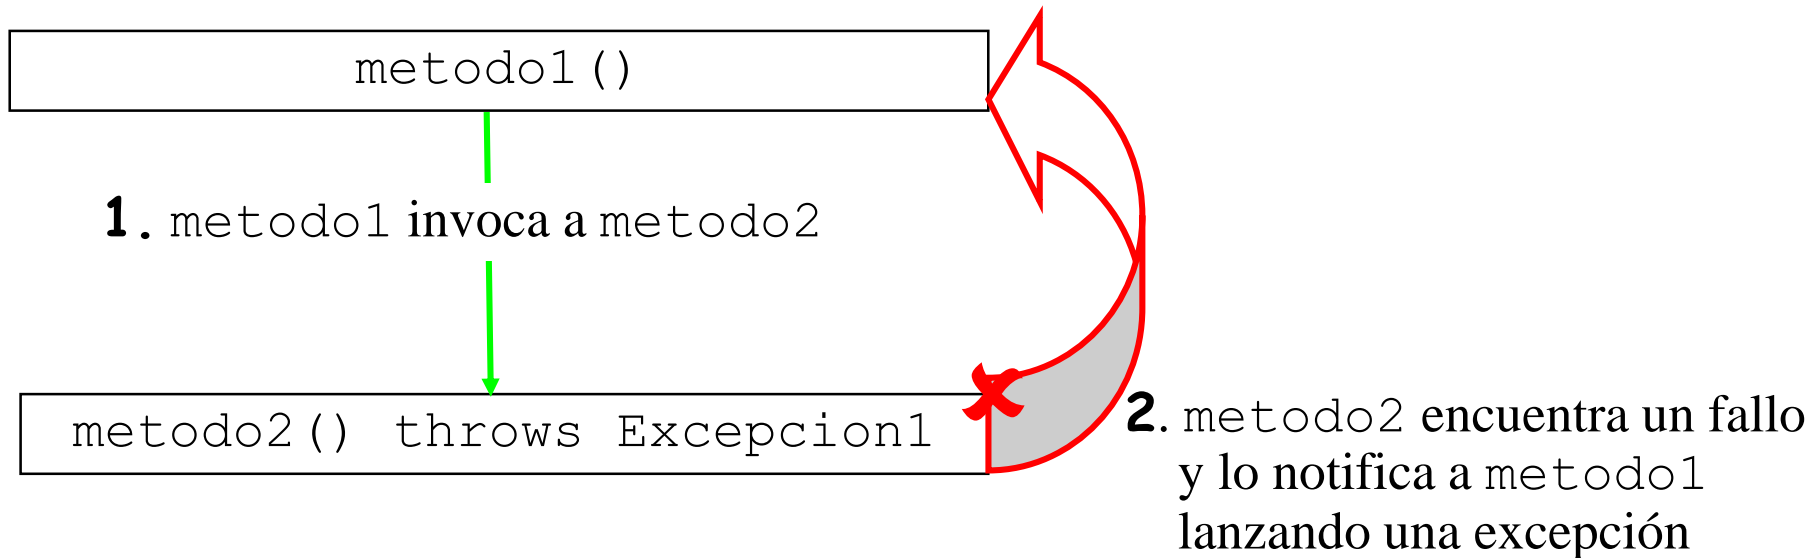 metodo1()
1. metodo1 invoca a metodo2
metodo2() throws Excepcion1
2. metodo2 encuentra un fallo
y lo notifica a metodo1
lanzando una excepción